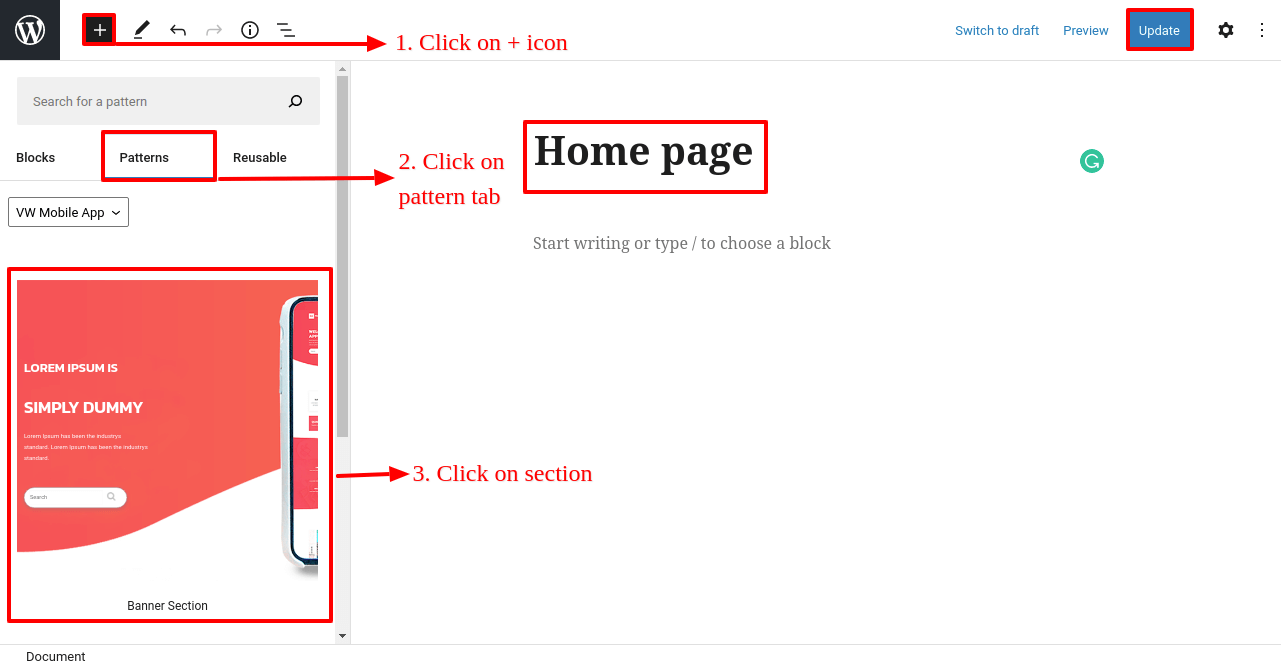 1. Click on + icon
Switch to draft
Preview
Update
Search for a pattern
Blocks
Patterns
Reusable
2. Click on
pattern tab
Home page
VW Mobile App
Start writing or type / to choose a block
LOREM IPSUM IS
SIMPLY DUMMY
Lorem Ipsum has been the industrys
standard. Lorem Ipsum has been the industrys
standard.
Search
3. Click on section
Banner Section
Document